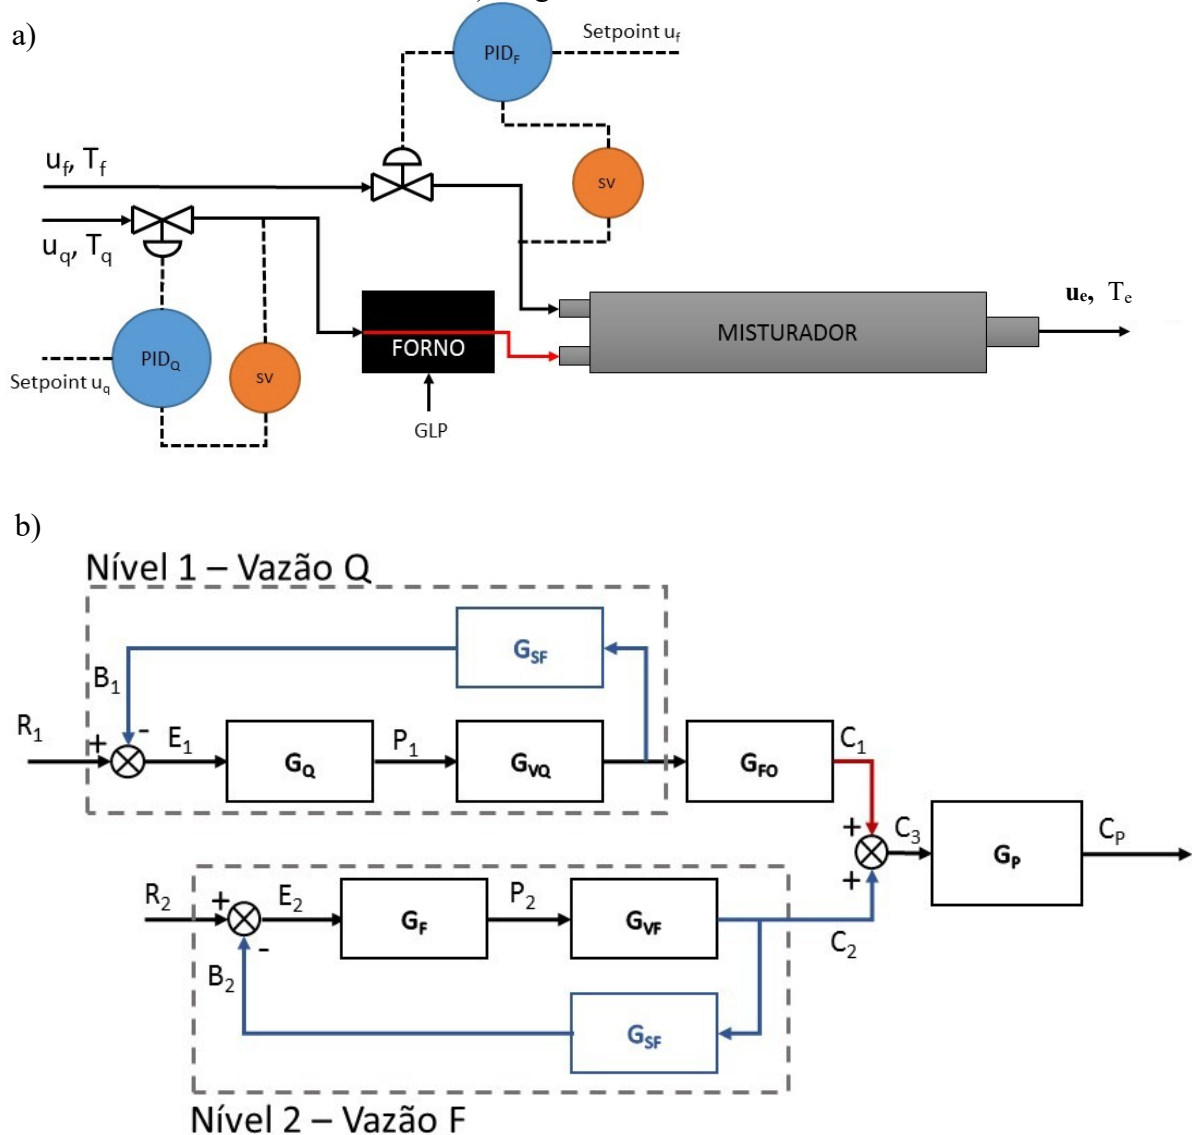 a)
PID_F
Setpoint u_f
SV
u_f, T_f
u_q, T_q
PID_Q
SV
Setpoint u_q
FORNO
GLP
MISTURADOR
u_e, T_e
b)
Nível 1 – Vazão Q
G_SF
B_1
R_1
+
-
E_1
G_Q
P_1
G_VQ
G_FO
C_1
+
+
C_3
G_P
C_P
R_2
+
-
E_2
G_F
P_2
G_VF
C_2
B_2
G_SF
Nível 2 – Vazão F